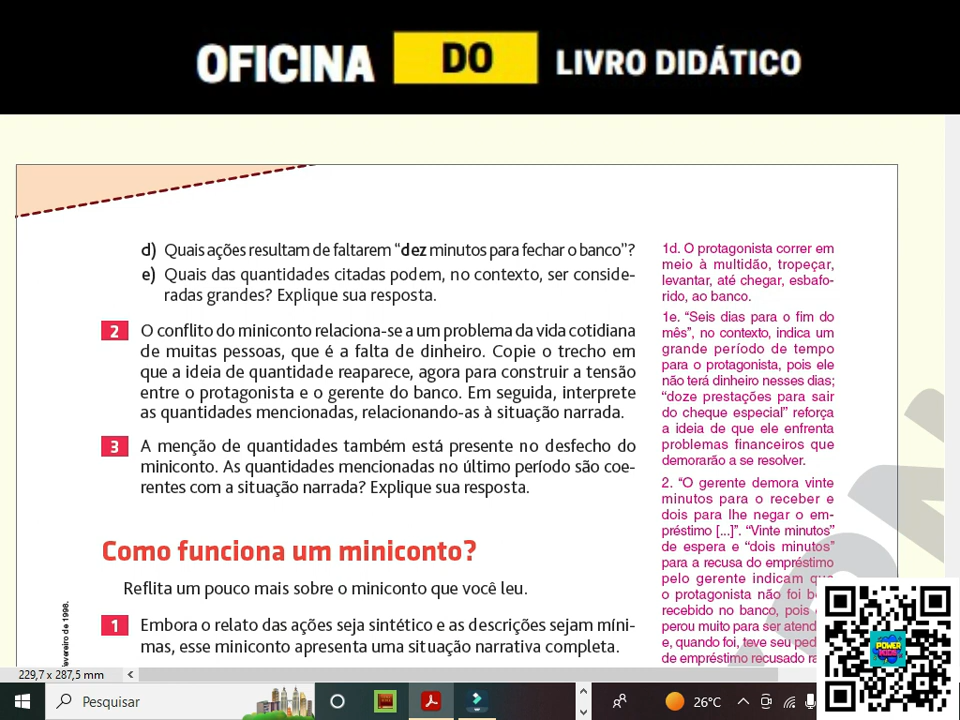 OFICINA DO LIVRO DIDÁTICO
d) Quais ações resultam de faltarem “dez minutos para fechar o banco”?
e) Quais das quantidades citadas podem, no contexto, ser conside-
radas grandes? Explique sua resposta.
2 O conflito do miniconto relaciona-se a um problema da vida cotidiana
de muitas pessoas, que é a falta de dinheiro. Copie o trecho em
que a ideia de quantidade reaparece, agora para construir a tensão
entre o protagonista e o gerente do banco. Em seguida, interprete
as quantidades mencionadas, relacionando-as à situação narrada.
3 A menção de quantidades também está presente no desfecho do
miniconto. As quantidades mencionadas no último período são coe-
rentes com a situação narrada? Explique sua resposta.
Como funciona um miniconto?
Reflita um pouco mais sobre o miniconto que você leu.
1 Embora o relato das ações seja sintético e as descrições sejam míni-
mas, esse miniconto apresenta uma situação narrativa completa.
1d. O protagonista correr em
meio à multidão, tropeçar,
levantar, até chegar, esbafo-
rido, ao banco.
1e. “Seis dias para o fim do
mês”, no contexto, indica um
grande período de tempo
para o protagonista, pois ele
não terá dinheiro nesses dias;
“doze prestações para sair
do cheque especial” reforça
a ideia de que ele enfrenta
problemas financeiros que
demorarão a se resolver.
2. “O gerente demora vinte
minutos para o receber e
dois para lhe negar o em-
préstimo [...]”. “Vinte minutos”
de espera e “dois minutos”
para a recusa do empréstimo
pelo gerente indicam que
o protagonista não foi
recebido no banco, pois
perou muito para ser
e, quando foi, teve seu
de empréstimo recusado
fevereiro de 1998.
229,7 x 287,5 mm
Pesquisar
26°C
POWER KIDS